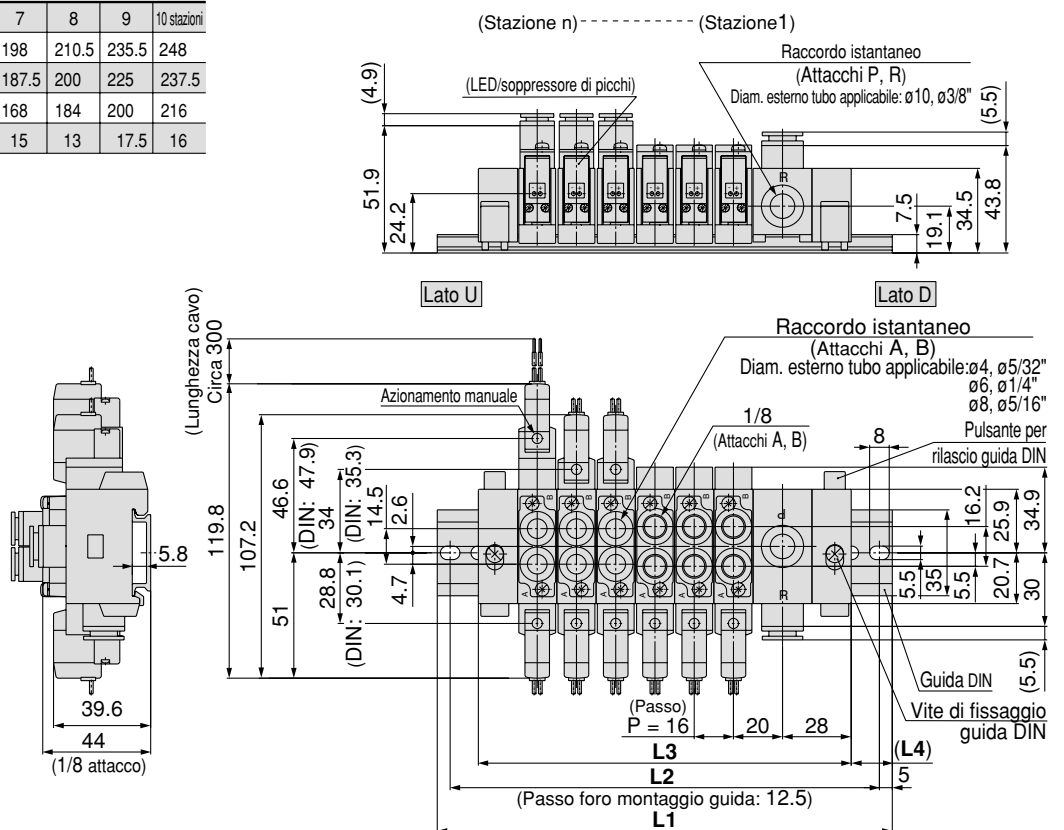 7 8 9 10 stazioni
198 210.5 235.5 248
187.5 200 225 237.5
168 184 200 216
15 13 17.5 16
(Stazione n) (Stazione1)
Raccordo istantaneo
(Attacchi P, R)
Diam. esterno tubo applicabile: ø10, ø3/8"
(LED/soppressore di picchi)
(4.9)
51.9
24.2
(5.5)
7.5
19.1
34.5
43.8
R
Lato U
Lato D
(Lunghezza cavo)
Circa 300
Raccordo istantaneo
(Attacchi A, B)
Diam. esterno tubo applicabile:ø4, ø5/32"
ø6, ø1/4"
ø8, ø5/16"
Azionamento manuale
1/8
(Attacchi A, B)
8
Pulsante per
rilascio guida DIN
119.8
107.2
46.6
(DIN: 47.9)
34
(DIN: 35.3)
14.5
2.6
51
28.8
(DIN: 30.1)
4.7
B B B B B B
A A A A A A
P
R
16.2
25.9
34.9
5.5
35
5.5
20.7
30
(5.5)
5.8
39.6
44
(1/8 attacco)
Guida DIN
Vite di fissaggio
guida DIN
(Passo)
P = 16 20 28
L3 (L4)
L2 5
(Passo foro montaggio guida: 12.5)
L1